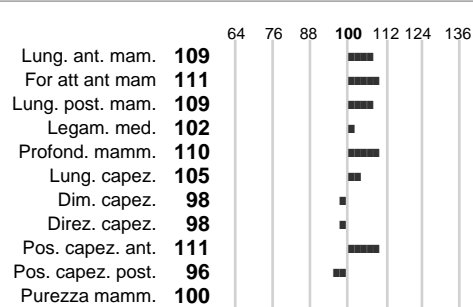 64 76 88 100 112 124 136
Lung. ant. mam. 109
For att ant mam 111
Lung. post. mam. 109
Legam. med. 102
Profond. mamm. 110
Lung. capez. 105
Dim. capez. 98
Direz. capez. 98
Pos. capez. ant. 111
Pos. capez. post. 96
Purezza mamm. 100